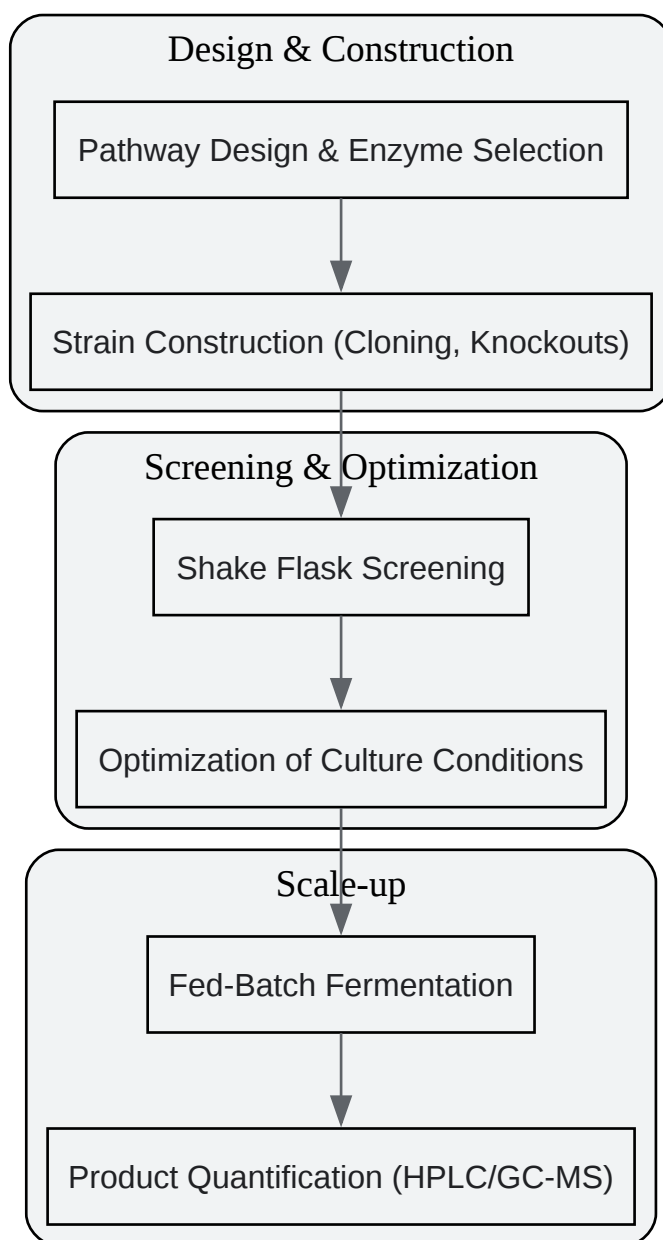 Design & Construction
Pathway Design & Enzyme Selection
Strain Construction (Cloning, Knockouts)
Screening & Optimization
Shake Flask Screening
Optimization of Culture Conditions
Scale-up
Fed-Batch Fermentation
Product Quantification (HPLC/GC-MS)